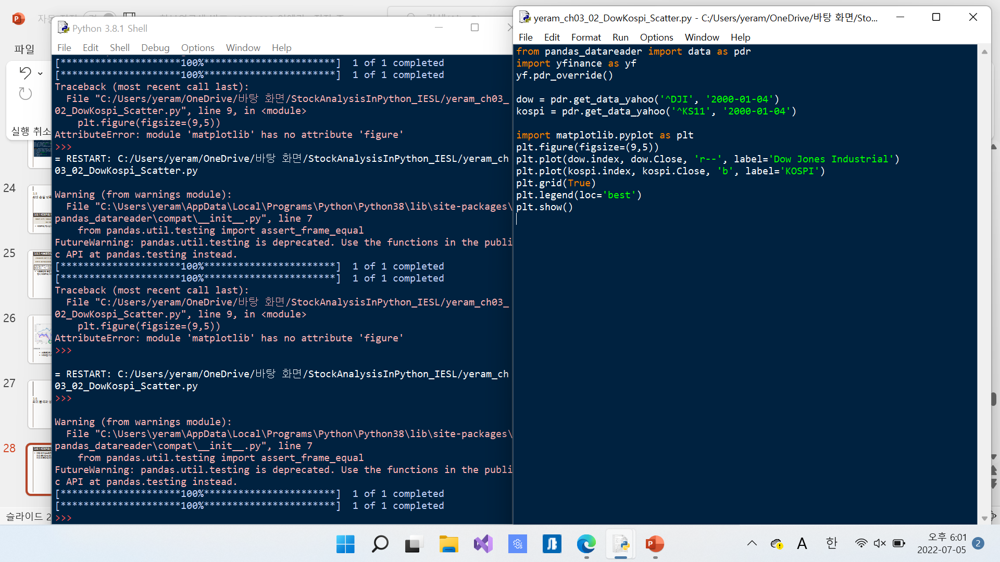 Python 3.8.1 Shell
File Edit Shell Debug Options Window Help
[**********************100%***********************]  1 of 1 completed
[**********************100%***********************]  1 of 1 completed
Traceback (most recent call last):
  File "C:/Users/yeram/OneDrive/바탕 화면/StockAnalysisInPython_IESL/yeram_ch03_
02_DowKospi_Scatter.py", line 9, in <module>
    plt.figure(figsize=(9,5))
AttributeError: module 'matplotlib' has no attribute 'figure'
>>>
= RESTART: C:/Users/yeram/OneDrive/바탕 화면/StockAnalysisInPython_IESL/yeram_ch
03_02_DowKospi_Scatter.py
Warning (from warnings module):
  File "C:\Users\yeram\AppData\Local\Programs\Python\Python38\lib\site-packages\
pandas_datareader\compat\__init__.py", line 7
    from pandas.util.testing import assert_frame_equal
FutureWarning: pandas.util.testing is deprecated. Use the functions in the publi
c API at pandas.testing instead.
[**********************100%***********************]  1 of 1 completed
[**********************100%***********************]  1 of 1 completed
Traceback (most recent call last):
  File "C:/Users/yeram/OneDrive/바탕 화면/StockAnalysisInPython_IESL/yeram_ch03_
02_DowKospi_Scatter.py", line 9, in <module>
    plt.figure(figsize=(9,5))
AttributeError: module 'matplotlib' has no attribute 'figure'
>>>
= RESTART: C:/Users/yeram/OneDrive/바탕 화면/StockAnalysisInPython_IESL/yeram_ch
03_02_DowKospi_Scatter.py
>>>
Warning (from warnings module):
  File "C:\Users\yeram\AppData\Local\Programs\Python\Python38\lib\site-packages\
pandas_datareader\compat\__init__.py", line 7
    from pandas.util.testing import assert_frame_equal
FutureWarning: pandas.util.testing is deprecated. Use the functions in the publi
c API at pandas.testing instead.
[**********************100%***********************]  1 of 1 completed
[**********************100%***********************]  1 of 1 completed
>>>
yeram_ch03_02_DowKospi_Scatter.py - C:/Users/yeram/OneDrive/바탕 화면/Sto...
File Edit Format Run Options Window Help
from pandas_datareader import data as pdr
import yfinance as yf
yf.pdr_override()
dow = pdr.get_data_yahoo('^DJI', '2000-01-04')
kospi = pdr.get_data_yahoo('^KS11', '2000-01-04')
import matplotlib.pyplot as plt
plt.figure(figsize=(9,5))
plt.plot(dow.index, dow.Close, 'r--', label='Dow Jones Industrial')
plt.plot(kospi.index, kospi.Close, 'b', label='KOSPI')
plt.grid(True)
plt.legend(loc='best')
plt.show()
파일
실행 취소
24
25
26
27
28
슬라이드 2
A 한
오후 6:01
2022-07-05
2